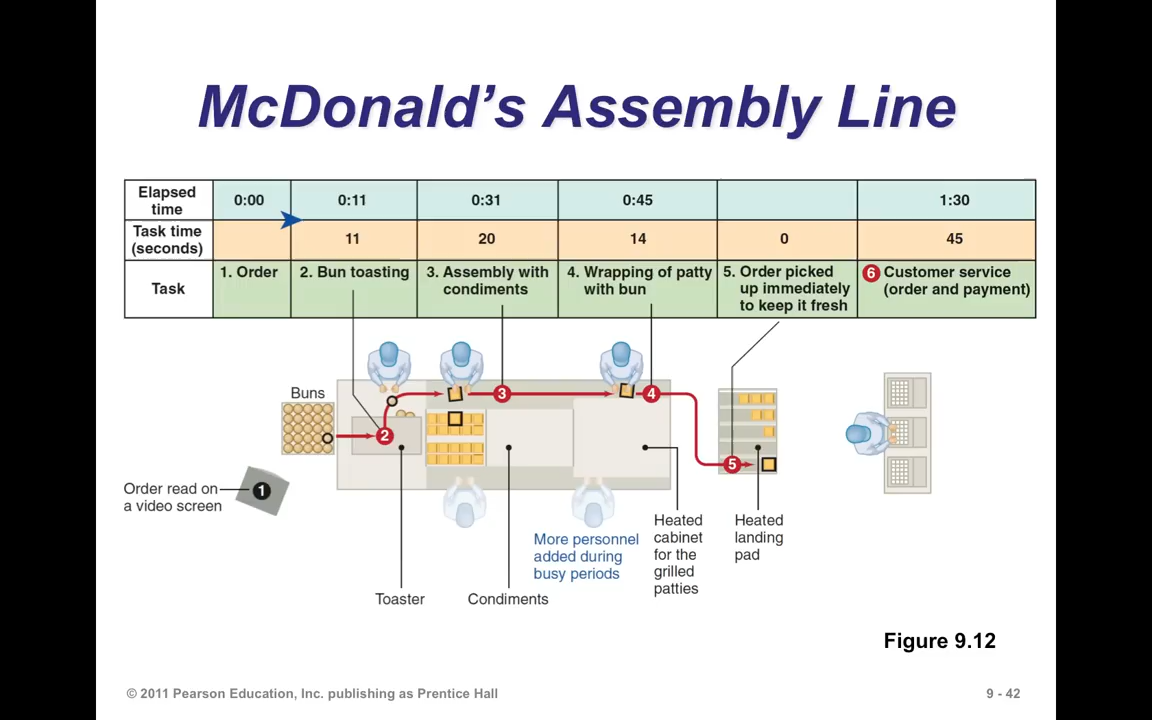 McDonald's Assembly Line
Elapsed
time
0:00
0:11
0:31
0:45
1:30
Task time
(seconds)
11
20
14
0
45
Task
1. Order
2. Bun toasting
3. Assembly with
condiments
4. Wrapping of patty
with bun
5. Order picked
up immediately
to keep it fresh
6 Customer service
(order and payment)
Buns
2
3
4
5
1
Order read on
a video screen
Toaster
Condiments
More personnel
added during
busy periods
Heated
cabinet
for the
grilled
patties
Heated
landing
pad
Figure 9.12
© 2011 Pearson Education, Inc. publishing as Prentice Hall
9 - 42